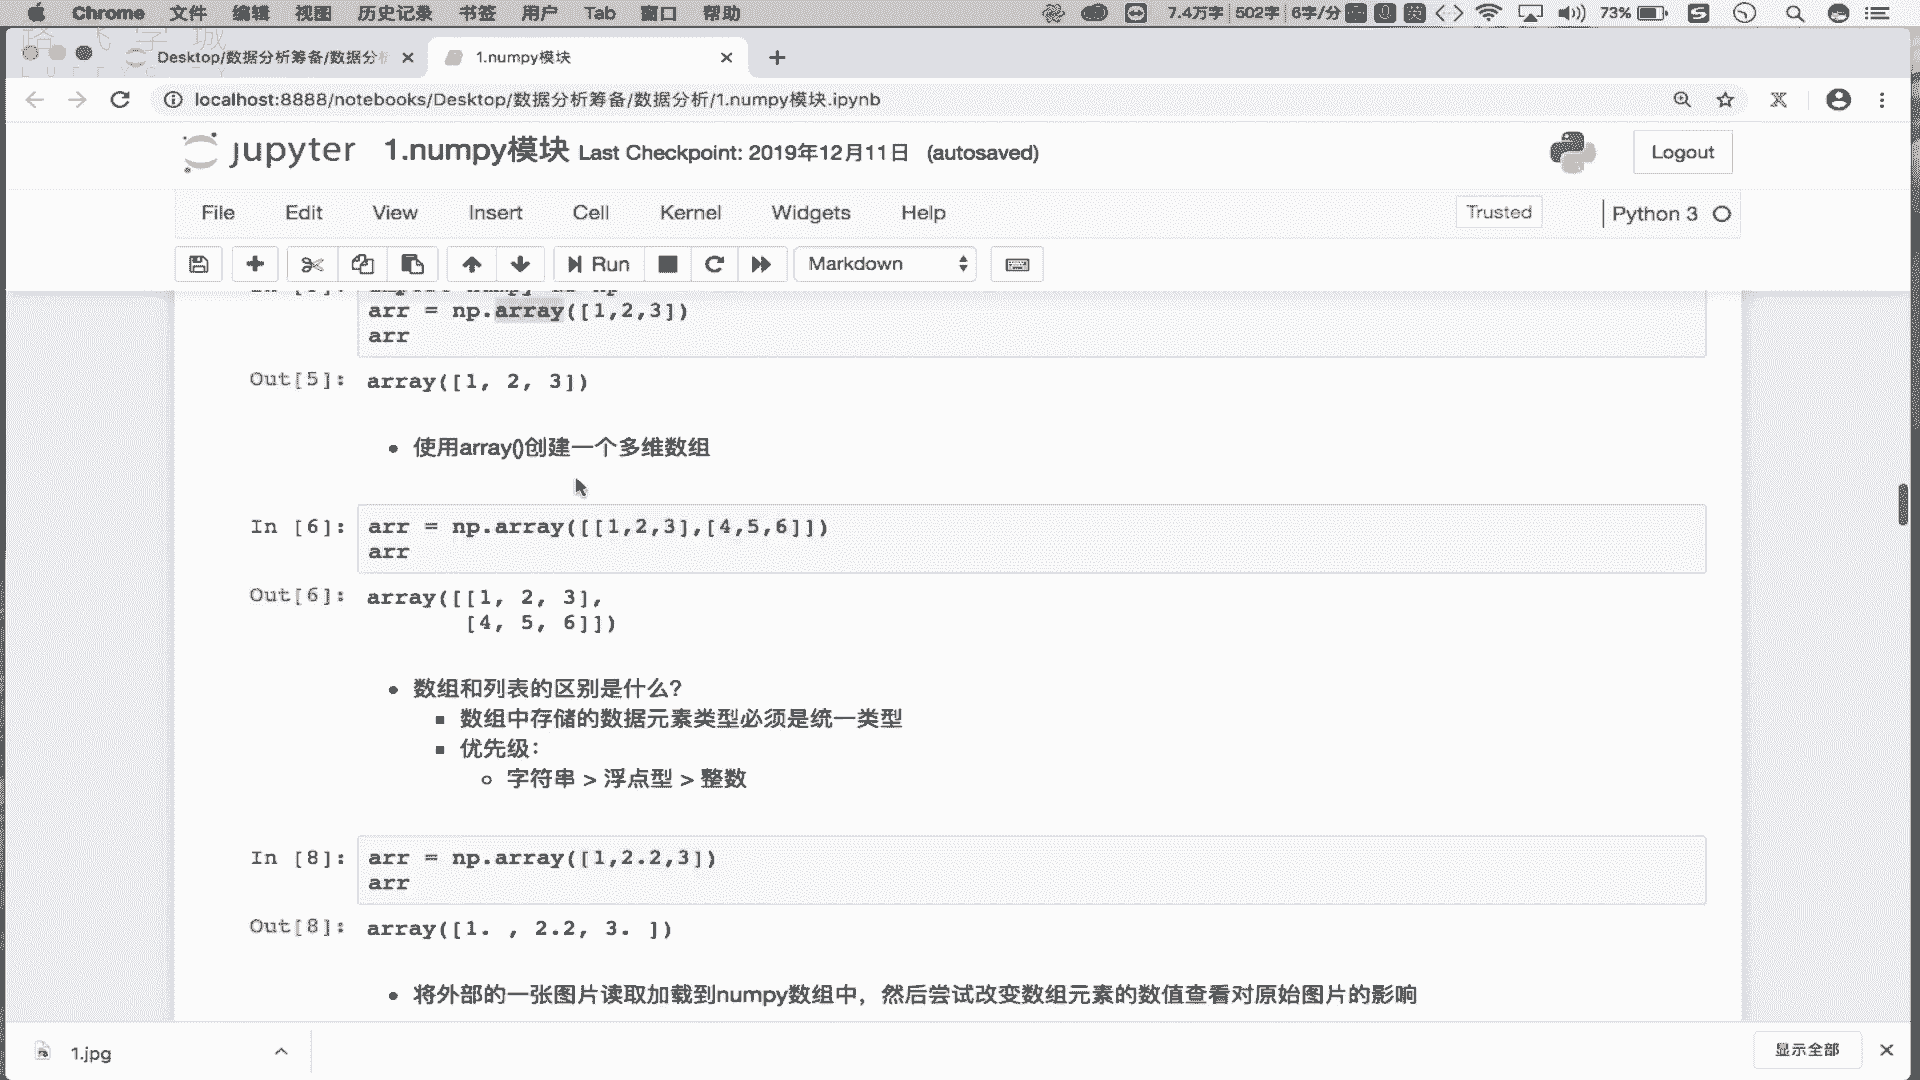 Chrome 文件 编辑 视图 历史记录 书签 用户 Tab 窗口 帮助 7.4万字 502字 6字/分 英 73%
路飞学城
Desktop/数据分析筹备/数据分析 1.numpy模块
localhost:8888/notebooks/Desktop/数据分析筹备/数据分析/1.numpy模块.ipynb
jupyter 1.numpy模块 Last Checkpoint: 2019年12月11日 (autosaved) Logout
File Edit View Insert Cell Kernel Widgets Help Trusted Python 3
Run Markdown
arr = np.array([1,2,3])
arr
Out[5]: array([1, 2, 3])
使用array()创建一个多维数组
In [6]: arr = np.array([[1,2,3],[4,5,6]])
arr
Out[6]: array([[1, 2, 3],
[4, 5, 6]])
数组和列表的区别是什么?
数组中存储的数据元素类型必须是统一类型
优先级:
字符串 > 浮点型 > 整数
In [8]: arr = np.array([1,2.2,3])
arr
Out[8]: array([1. , 2.2, 3. ])
将外部的一张图片读取加载到numpy数组中，然后尝试改变数组元素的数值查看对原始图片的影响
1.jpg 显示全部